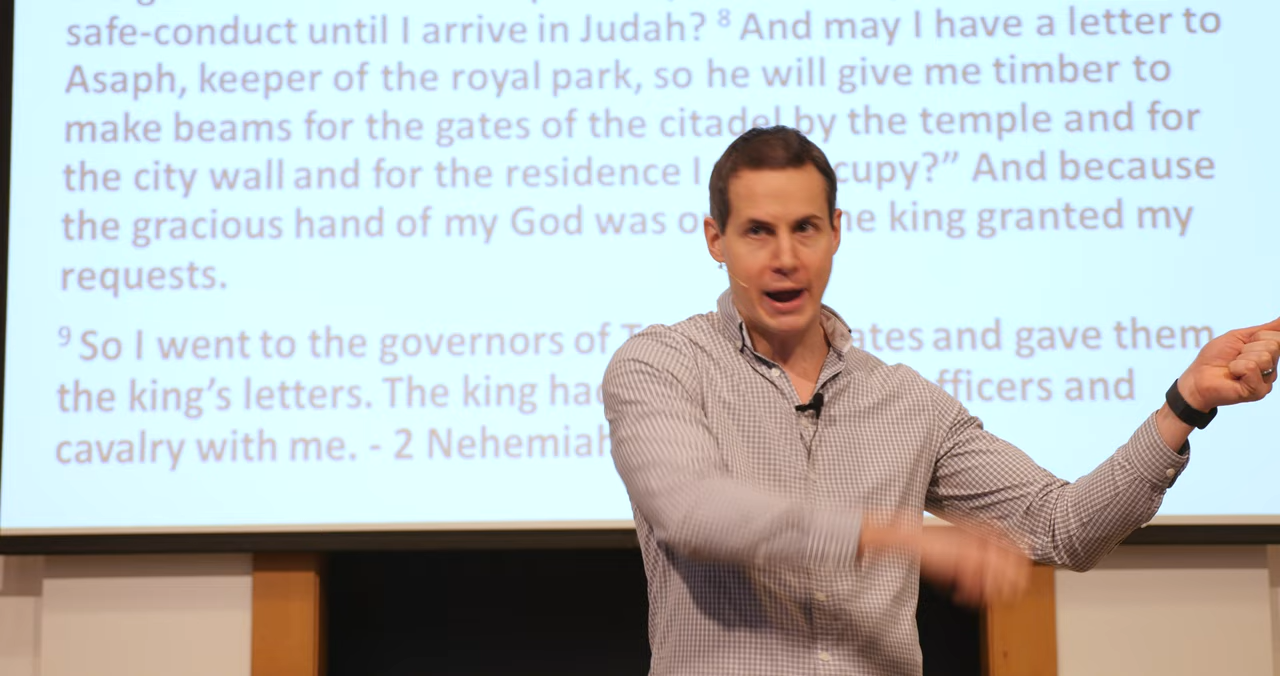 safe-conduct until I arrive in Judah? 8 And may I have a letter to
Asaph, keeper of the royal park, so he will give me timber to
make beams for the gates of the citadel by the temple and for
the city wall and for the residence I cupy?” And because
the gracious hand of my God was o ne king granted my
requests.
9 So I went to the governors of T ates and gave them
the king’s letters. The king had fficers and
cavalry with me. - 2 Nehemiah